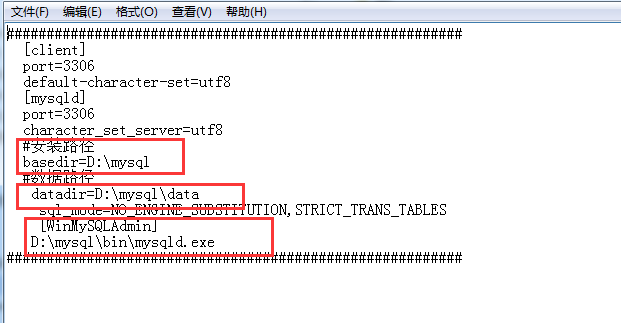 文件(F) 编辑(E) 格式(O) 查看(V) 帮助(H)
#########################################################
[client]
port=3306
default-character-set=utf8
[mysqld]
port=3306
character_set_server=utf8
#安装路径
basedir=D:\mysql
#数据路径
datadir=D:\mysql\data
sql_mode=NO_ENGINE_SUBSTITUTION,STRICT_TRANS_TABLES
[WinMySQLAdmin]
D:\mysql\bin\mysqld.exe
#########################################################